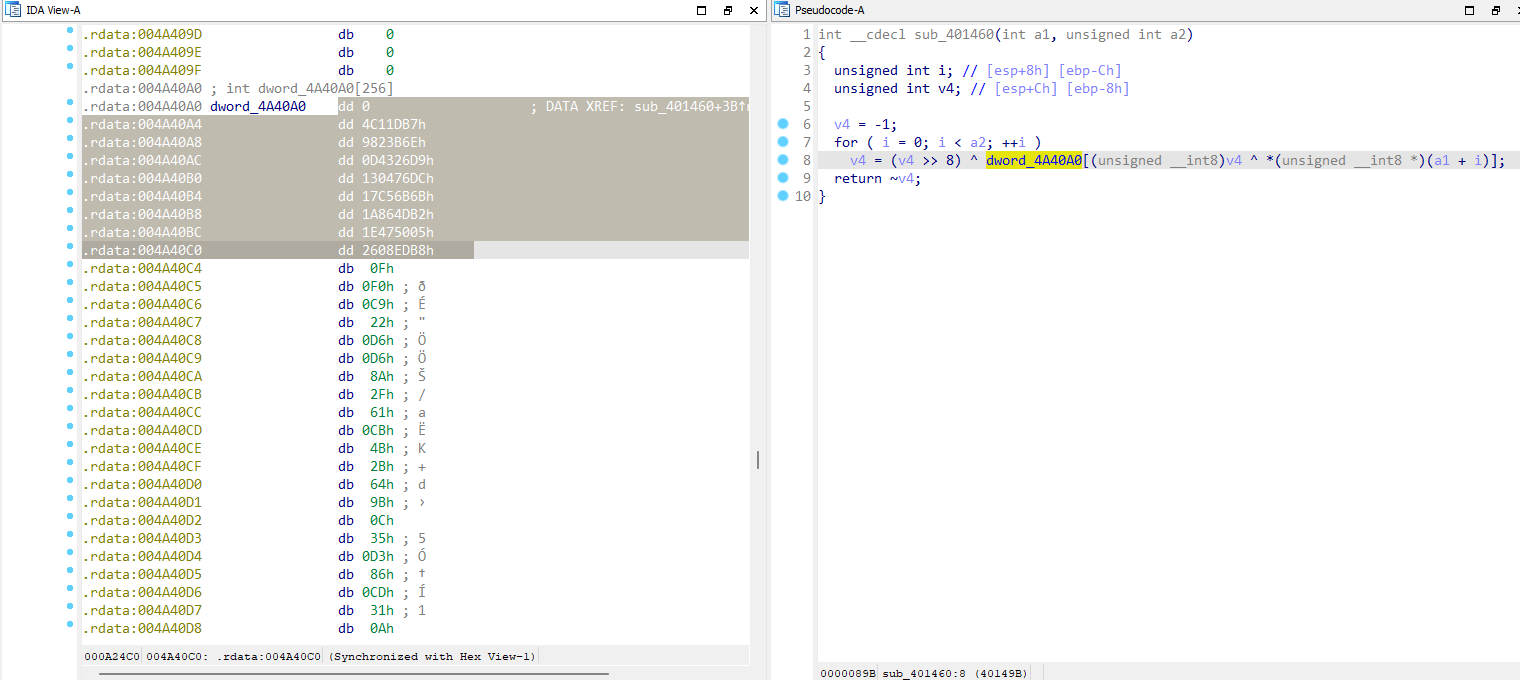 IDA View-A
.rdata:004A409D db 0
.rdata:004A409E db 0
.rdata:004A409F db 0
.rdata:004A40A0 ; int dword_4A40A0[256]
.rdata:004A40A0 dword_4A40A0 dd 0 ; DATA XREF: sub_401460+3B↑r
.rdata:004A40A4 dd 4C11DB7h
.rdata:004A40A8 dd 9823B6Eh
.rdata:004A40AC dd 0D4326D9h
.rdata:004A40B0 dd 130476DCh
.rdata:004A40B4 dd 17C56B6Bh
.rdata:004A40B8 dd 1A864DB2h
.rdata:004A40BC dd 1E475005h
.rdata:004A40C0 dd 2608EDB8h
.rdata:004A40C4 db 0Fh
.rdata:004A40C5 db 0F0h ; ð
.rdata:004A40C6 db 0C9h ; É
.rdata:004A40C7 db 22h ; "
.rdata:004A40C8 db 0D6h ; Ö
.rdata:004A40C9 db 0D6h ; Ö
.rdata:004A40CA db 8Ah ; Š
.rdata:004A40CB db 2Fh ; /
.rdata:004A40CC db 61h ; a
.rdata:004A40CD db 0CBh ; Ë
.rdata:004A40CE db 4Bh ; K
.rdata:004A40CF db 2Bh ; +
.rdata:004A40D0 db 64h ; d
.rdata:004A40D1 db 9Bh ; ›
.rdata:004A40D2 db 0Ch
.rdata:004A40D3 db 35h ; 5
.rdata:004A40D4 db 0D3h ; Ó
.rdata:004A40D5 db 86h ; †
.rdata:004A40D6 db 0CDh ; Í
.rdata:004A40D7 db 31h ; 1
.rdata:004A40D8 db 0Ah
000A24C0 004A40C0: .rdata:004A40C0 (Synchronized with Hex View-1)
Pseudocode-A
1 int __cdecl sub_401460(int a1, unsigned int a2)
2 {
3 unsigned int i; // [esp+8h] [ebp-Ch]
4 unsigned int v4; // [esp+Ch] [ebp-8h]
5
6 v4 = -1;
7 for ( i = 0; i < a2; ++i )
8 v4 = (v4 >> 8) ^ dword_4A40A0[(unsigned __int8)v4 ^ *(unsigned __int8 *)(a1 + i)];
9 return ~v4;
10 }
0000089B sub_401460:8 (40149B)